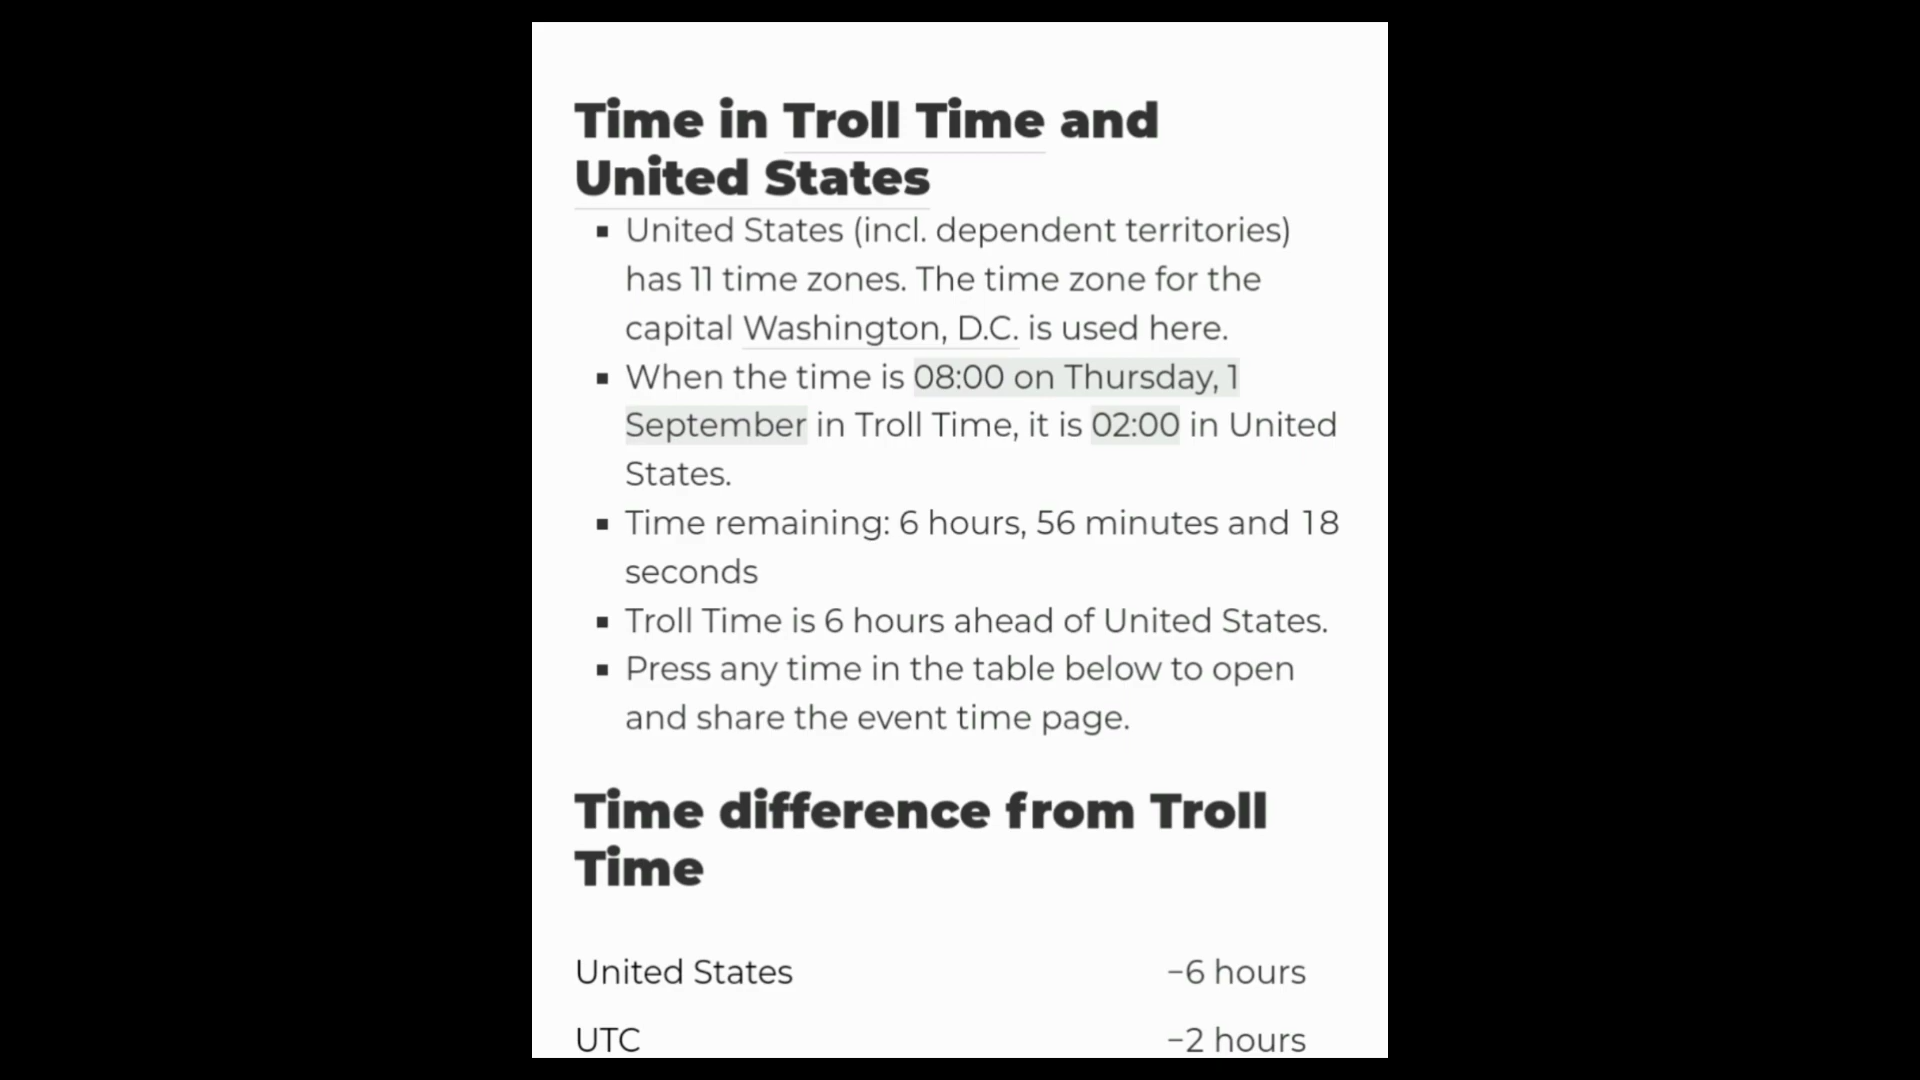 Time in Troll Time and
United States
▪ United States (incl. dependent territories)
has 11 time zones. The time zone for the
capital Washington, D.C. is used here.
▪ When the time is 08:00 on Thursday, 1
September in Troll Time, it is 02:00 in United
States.
▪ Time remaining: 6 hours, 56 minutes and 18
seconds
▪ Troll Time is 6 hours ahead of United States.
▪ Press any time in the table below to open
and share the event time page.
Time difference from Troll
Time
United States −6 hours
UTC −2 hours